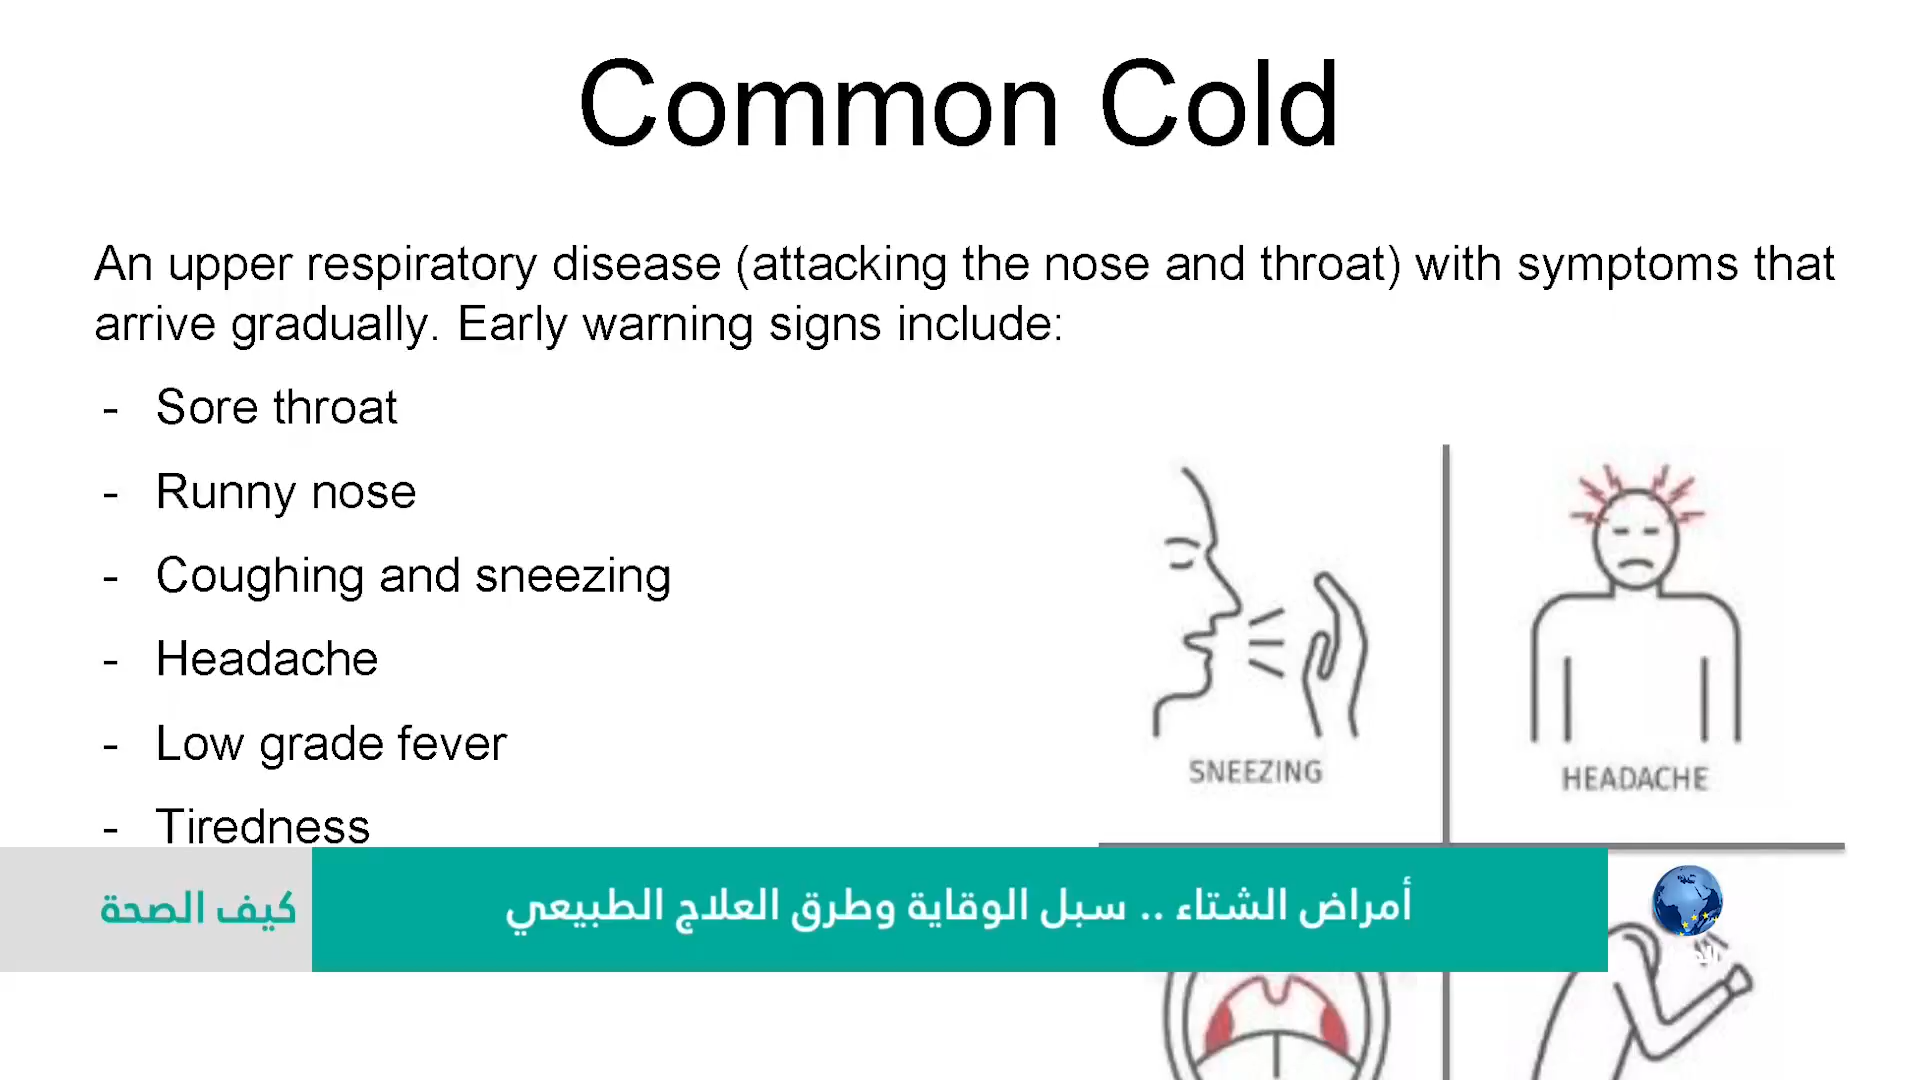 Common Cold
An upper respiratory disease (attacking the nose and throat) with symptoms that
arrive gradually. Early warning signs include:
- Sore throat
- Runny nose
- Coughing and sneezing
- Headache
- Low grade fever
- Tiredness
SNEEZING
HEADACHE
أمراض الشتاء .. سبل الوقاية وطرق العلاج الطبيعي
كيف الصحة